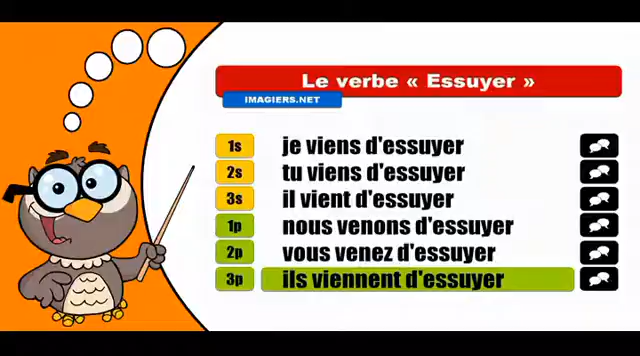 Le verbe « Essuyer »
IMAGIERS.NET
1s je viens d'essuyer
2s tu viens d'essuyer
3s il vient d'essuyer
1p nous venons d'essuyer
2p vous venez d'essuyer
3p ils viennent d'essuyer